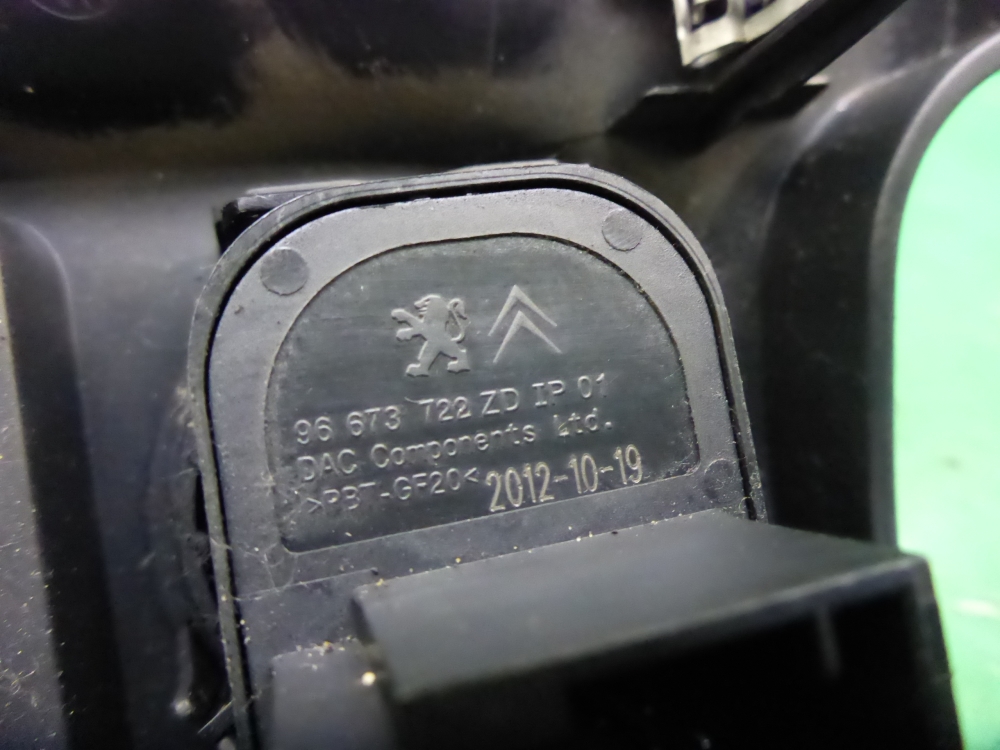 96 673 722 ZD IP 01
DAC Components Ltd.
>PBT-GF20< 2012-10-19